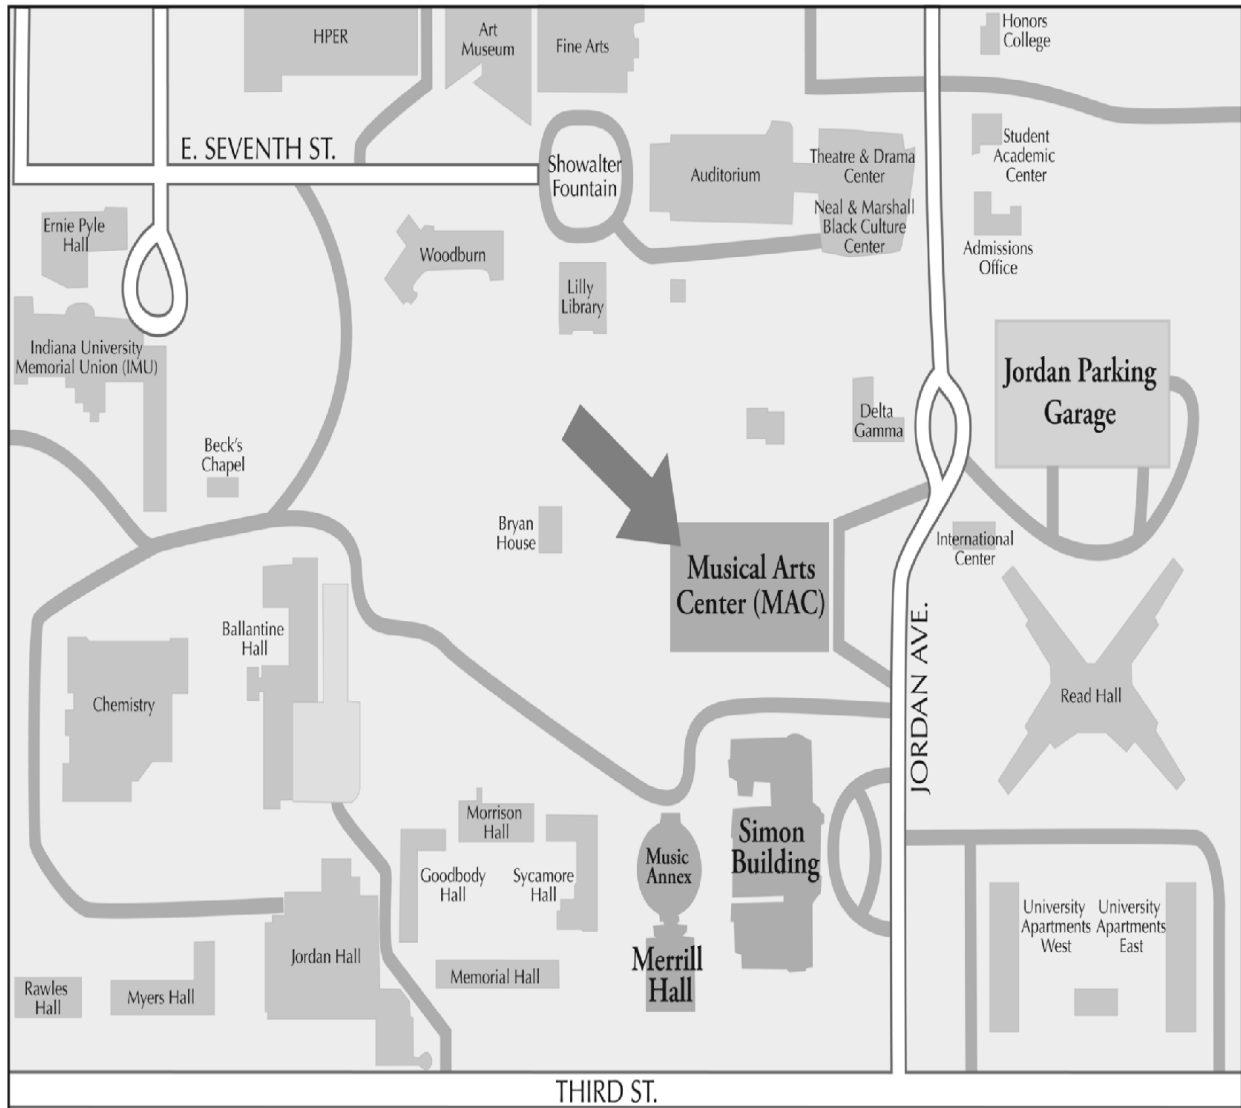 HPER
Art
Museum
Fine Arts
Honors
College
E. SEVENTH ST.
Showalter
Fountain
Auditorium
Theatre & Drama
Center
Neal & Marshall
Black Culture
Center
Student
Academic
Center
Admissions
Office
Ernie Pyle
Hall
Woodburn
Lilly
Library
Indiana University
Memorial Union (IMU)
Jordan Parking
Garage
Delta
Gamma
Beck's
Chapel
Bryan
House
Musical Arts
Center (MAC)
International
Center
Ballantine
Hall
Chemistry
JORDAN AVE.
Read Hall
Morrison
Hall
Goodbody
Hall
Sycamore
Hall
Music
Annex
Simon
Building
University
Apartments
West
University
Apartments
East
Jordan Hall
Merrill
Hall
Memorial Hall
Rawles
Hall
Myers Hall
THIRD ST.